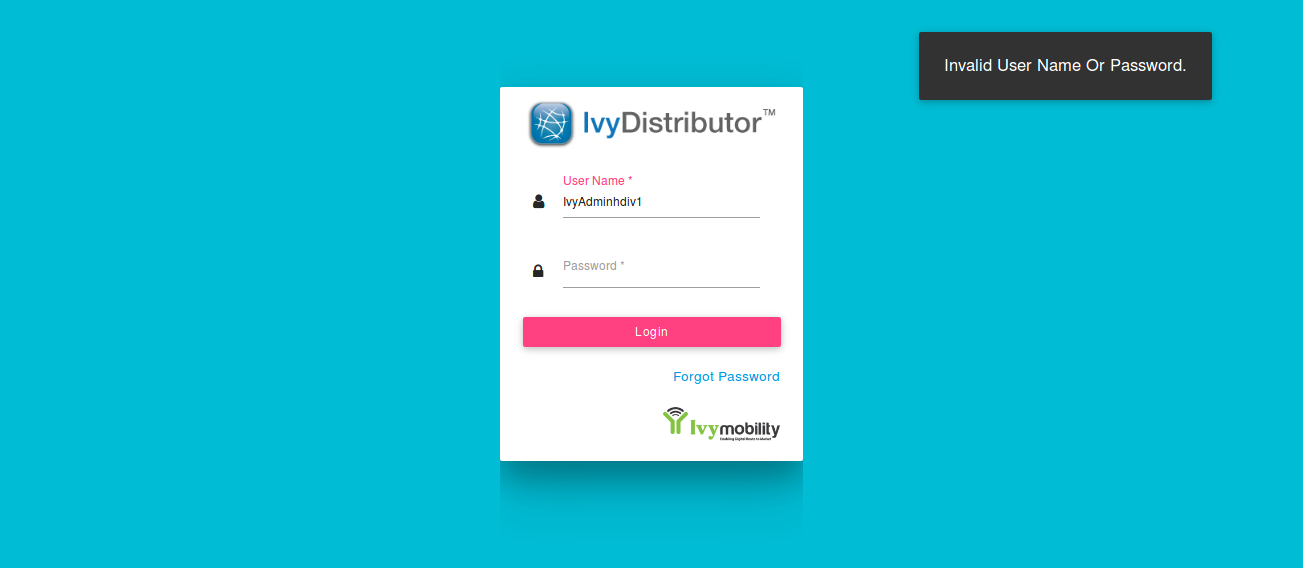 Invalid User Name Or Password.
IvyDistributor™
User Name *
IvyAdminhdiv1
Password *
Login
Forgot Password
Ivymobility
Enabling Digital Route to Market